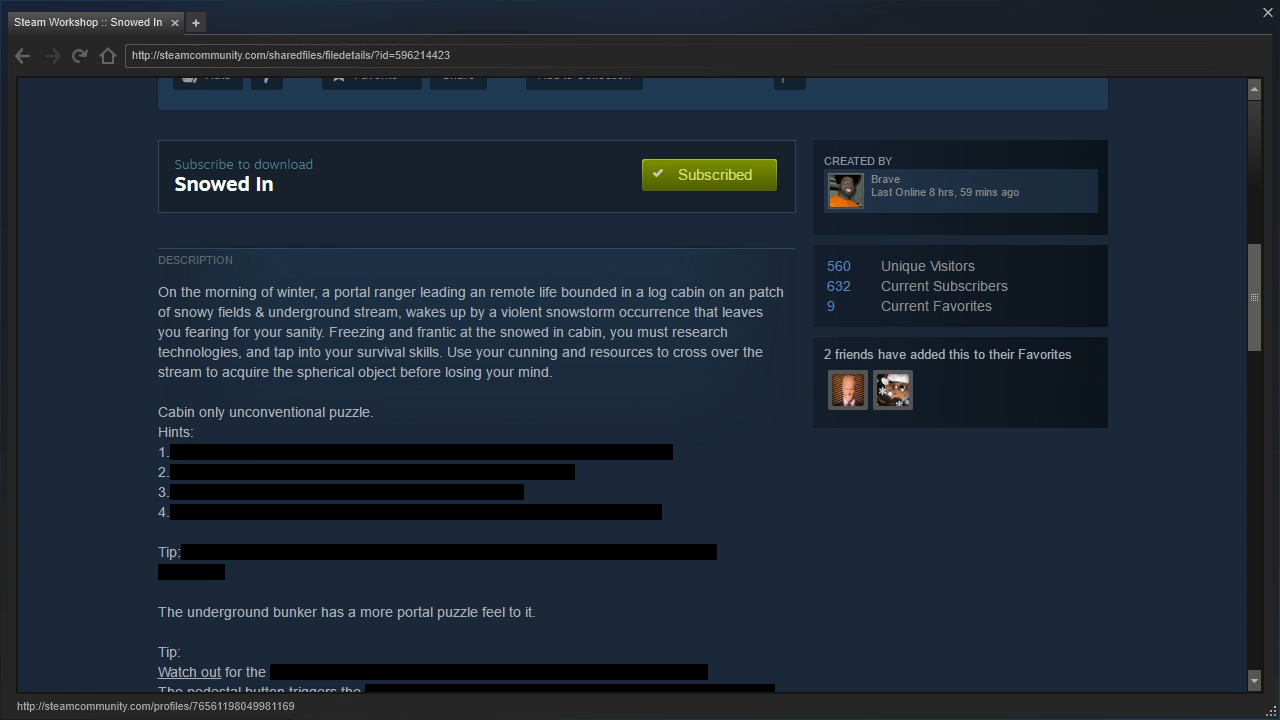 Steam Workshop :: Snowed In
http://steamcommunity.com/sharedfiles/filedetails/?id=596214423
Subscribe to download
Snowed In
Subscribed
CREATED BY
Brave
Last Online 8 hrs, 59 mins ago
560 Unique Visitors
632 Current Subscribers
9 Current Favorites
2 friends have added this to their Favorites
DESCRIPTION
On the morning of winter, a portal ranger leading an remote life bounded in a log cabin on an patch
of snowy fields & underground stream, wakes up by a violent snowstorm occurrence that leaves
you fearing for your sanity. Freezing and frantic at the snowed in cabin, you must research
technologies, and tap into your survival skills. Use your cunning and resources to cross over the
stream to acquire the spherical object before losing your mind.
Cabin only unconventional puzzle.
Hints:
1.
2.
3.
4.
Tip:
The underground bunker has a more portal puzzle feel to it.
Tip:
Watch out for the
The pedestal button triggers the
http://steamcommunity.com/profiles/76561198049981169